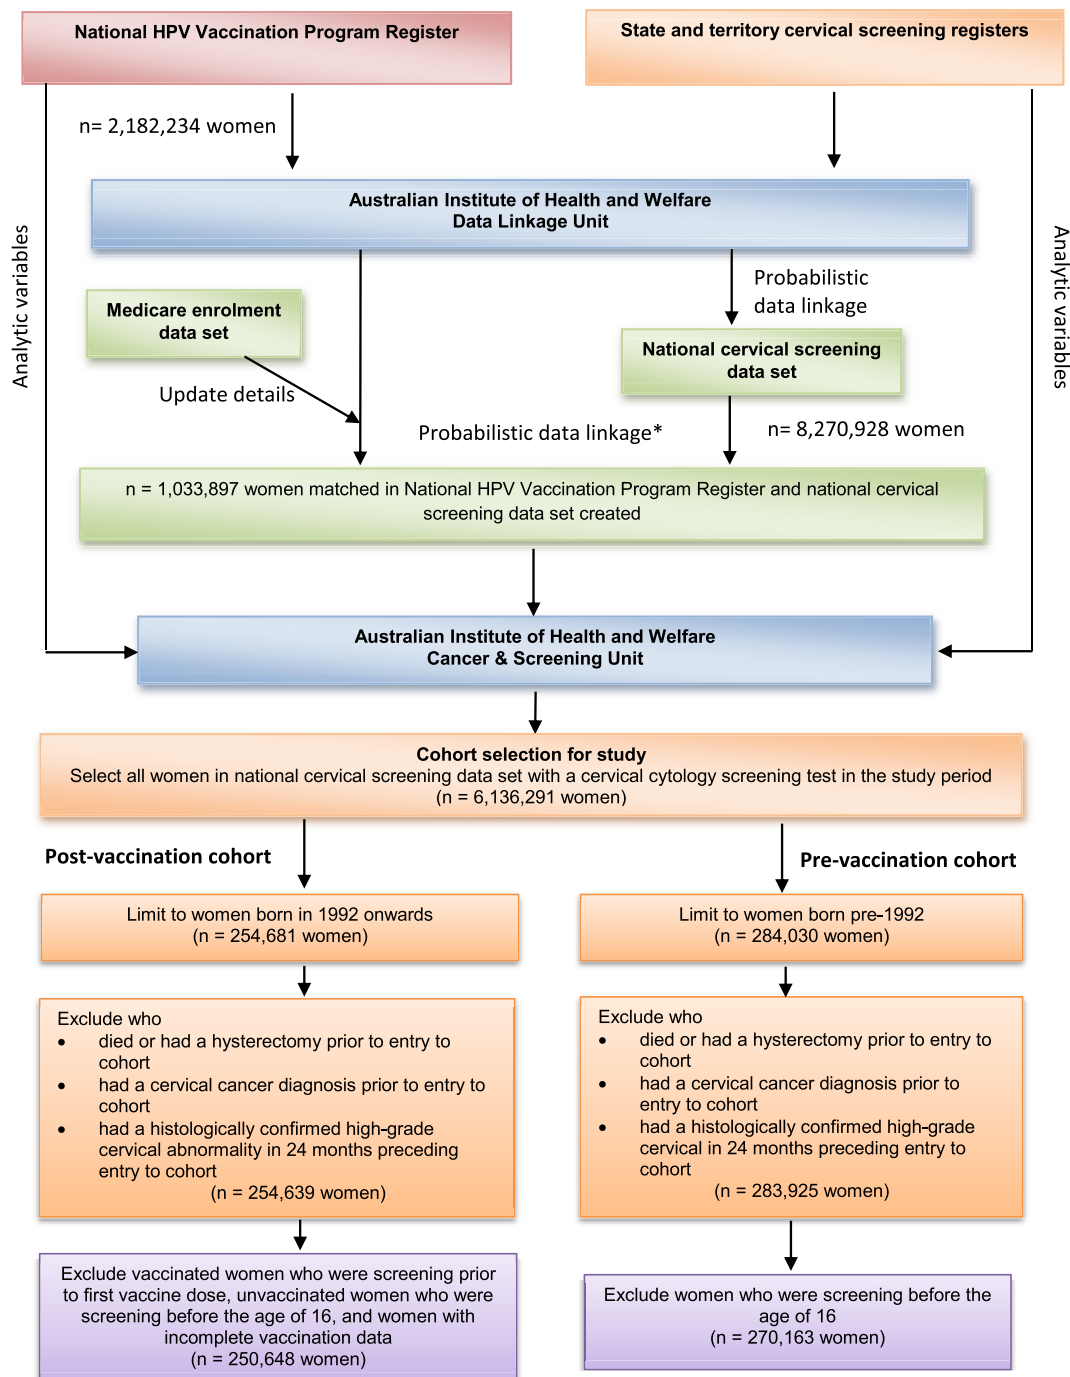 National HPV Vaccination Program Register
State and territory cervical screening registers
n= 2,182,234 women
Australian Institute of Health and Welfare
Data Linkage Unit
Analytic variables
Analytic variables
Probabilistic
data linkage
Medicare enrolment
data set
National cervical screening
data set
Update details
Probabilistic data linkage*
n= 8,270,928 women
n = 1,033,897 women matched in National HPV Vaccination Program Register and national cervical
screening data set created
Australian Institute of Health and Welfare
Cancer & Screening Unit
Cohort selection for study
Select all women in national cervical screening data set with a cervical cytology screening test in the study period
(n = 6,136,291 women)
Post-vaccination cohort
Pre-vaccination cohort
Limit to women born in 1992 onwards
(n = 254,681 women)
Limit to women born pre-1992
(n = 284,030 women)
Exclude who
• died or had a hysterectomy prior to entry to
cohort
• had a cervical cancer diagnosis prior to entry to
cohort
• had a histologically confirmed high-grade
cervical abnormality in 24 months preceding
entry to cohort
(n = 254,639 women)
Exclude who
• died or had a hysterectomy prior to entry to
cohort
• had a cervical cancer diagnosis prior to
entry to cohort
• had a histologically confirmed high-grade
cervical in 24 months preceding entry to
cohort
(n = 283,925 women)
Exclude vaccinated women who were screening prior
to first vaccine dose, unvaccinated women who were
screening before the age of 16, and women with
incomplete vaccination data
(n = 250,648 women)
Exclude women who were screening before the
age of 16
(n = 270,163 women)